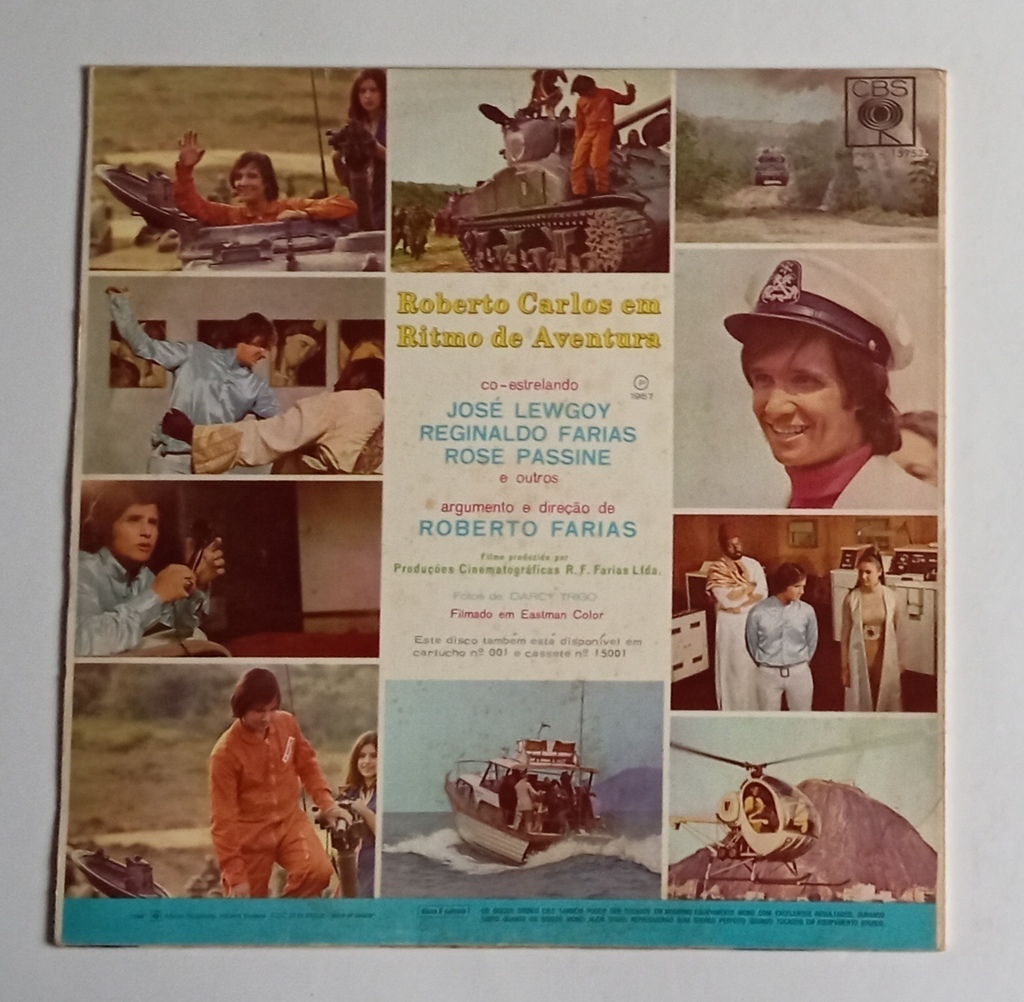 CBS
Roberto Carlos em
Ritmo de Aventura
co-estrelando
℗
1967
JOSÉ LEWGOY
REGINALDO FARIAS
ROSE PASSINE
e outros
argumento e direção de
ROBERTO FARIAS
Filme produzido por
Produções Cinematográficas R. F. Farias Ltda.
Fotos de DARCY TRIGO
Filmado em Eastman Color
Este disco também está disponível em
cartucho nº 001 e cassete nº 15001